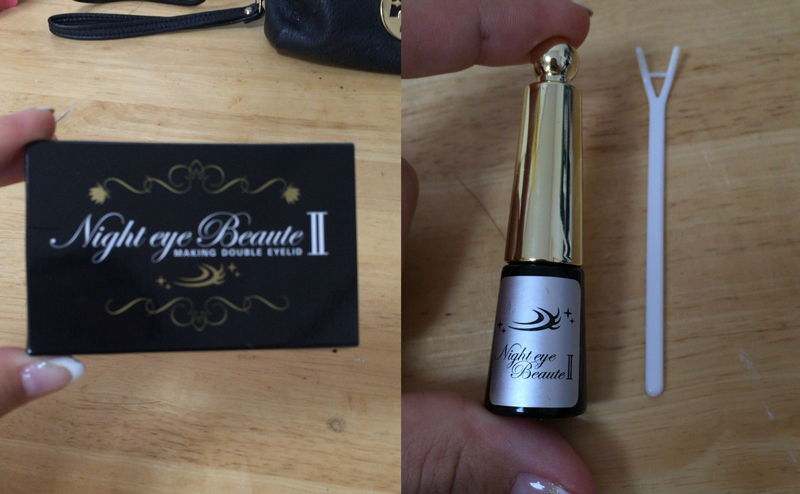 Night eye Beaute Ⅱ
MAKING DOUBLE EYELID
Night eye
Beaute Ⅱ